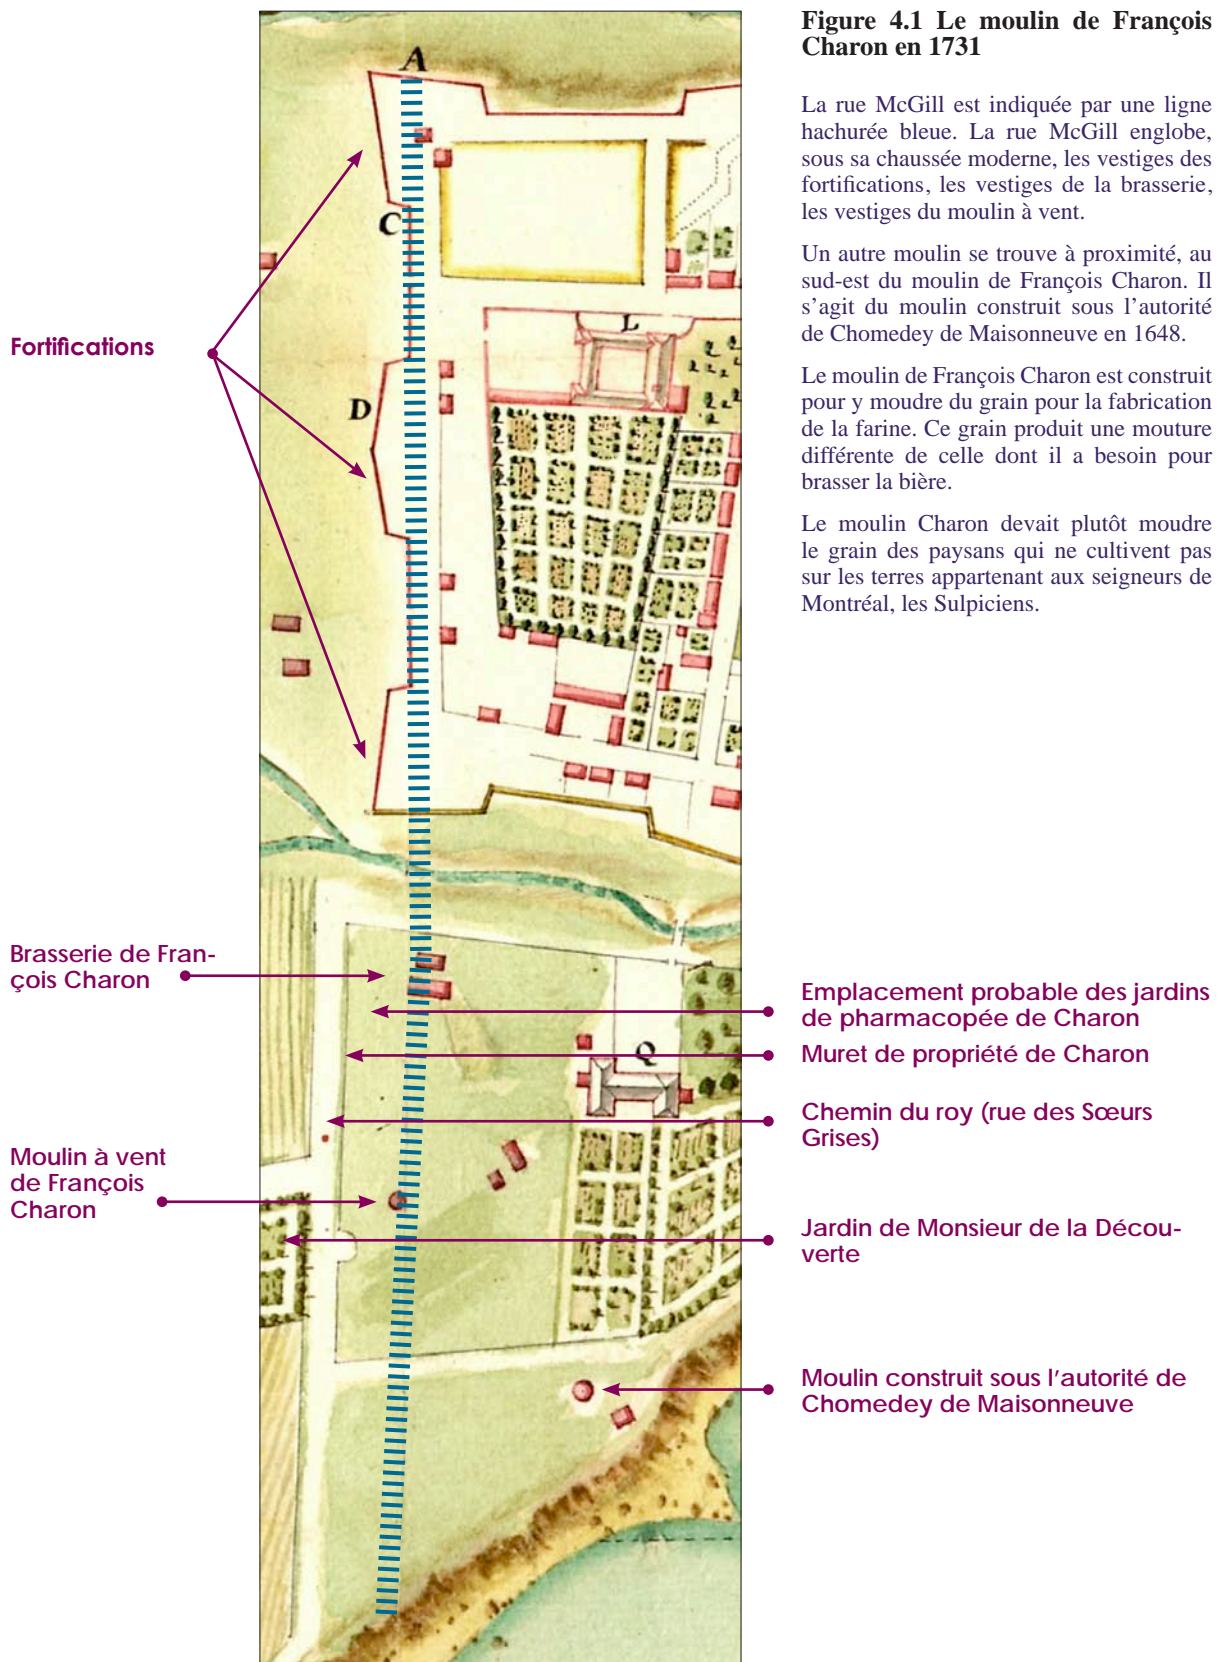 Figure 4.1 Le moulin de François
Charon en 1731
La rue McGill est indiquée par une ligne
hachurée bleue. La rue McGill englobe,
sous sa chaussée moderne, les vestiges des
fortifications, les vestiges de la brasserie,
les vestiges du moulin à vent.
Un autre moulin se trouve à proximité, au
sud-est du moulin de François Charon. Il
s'agit du moulin construit sous l'autorité
de Chomedey de Maisonneuve en 1648.
Le moulin de François Charon est construit
pour y moudre du grain pour la fabrication
de la farine. Ce grain produit une mouture
différente de celle dont il a besoin pour
brasser la bière.
Le moulin Charon devait plutôt moudre
le grain des paysans qui ne cultivent pas
sur les terres appartenant aux seigneurs de
Montréal, les Sulpiciens.
A
C
L
Fortifications
D
Brasserie de Fran-
çois Charon
Emplacement probable des jardins
de pharmacopée de Charon
Q
Muret de propriété de Charon
Chemin du roy (rue des Sœurs
Grises)
Moulin à vent
de François
Charon
Jardin de Monsieur de la Décou-
verte
Moulin construit sous l'autorité de
Chomedey de Maisonneuve